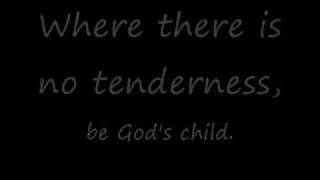 Where there is
no tenderness,
be God's child.